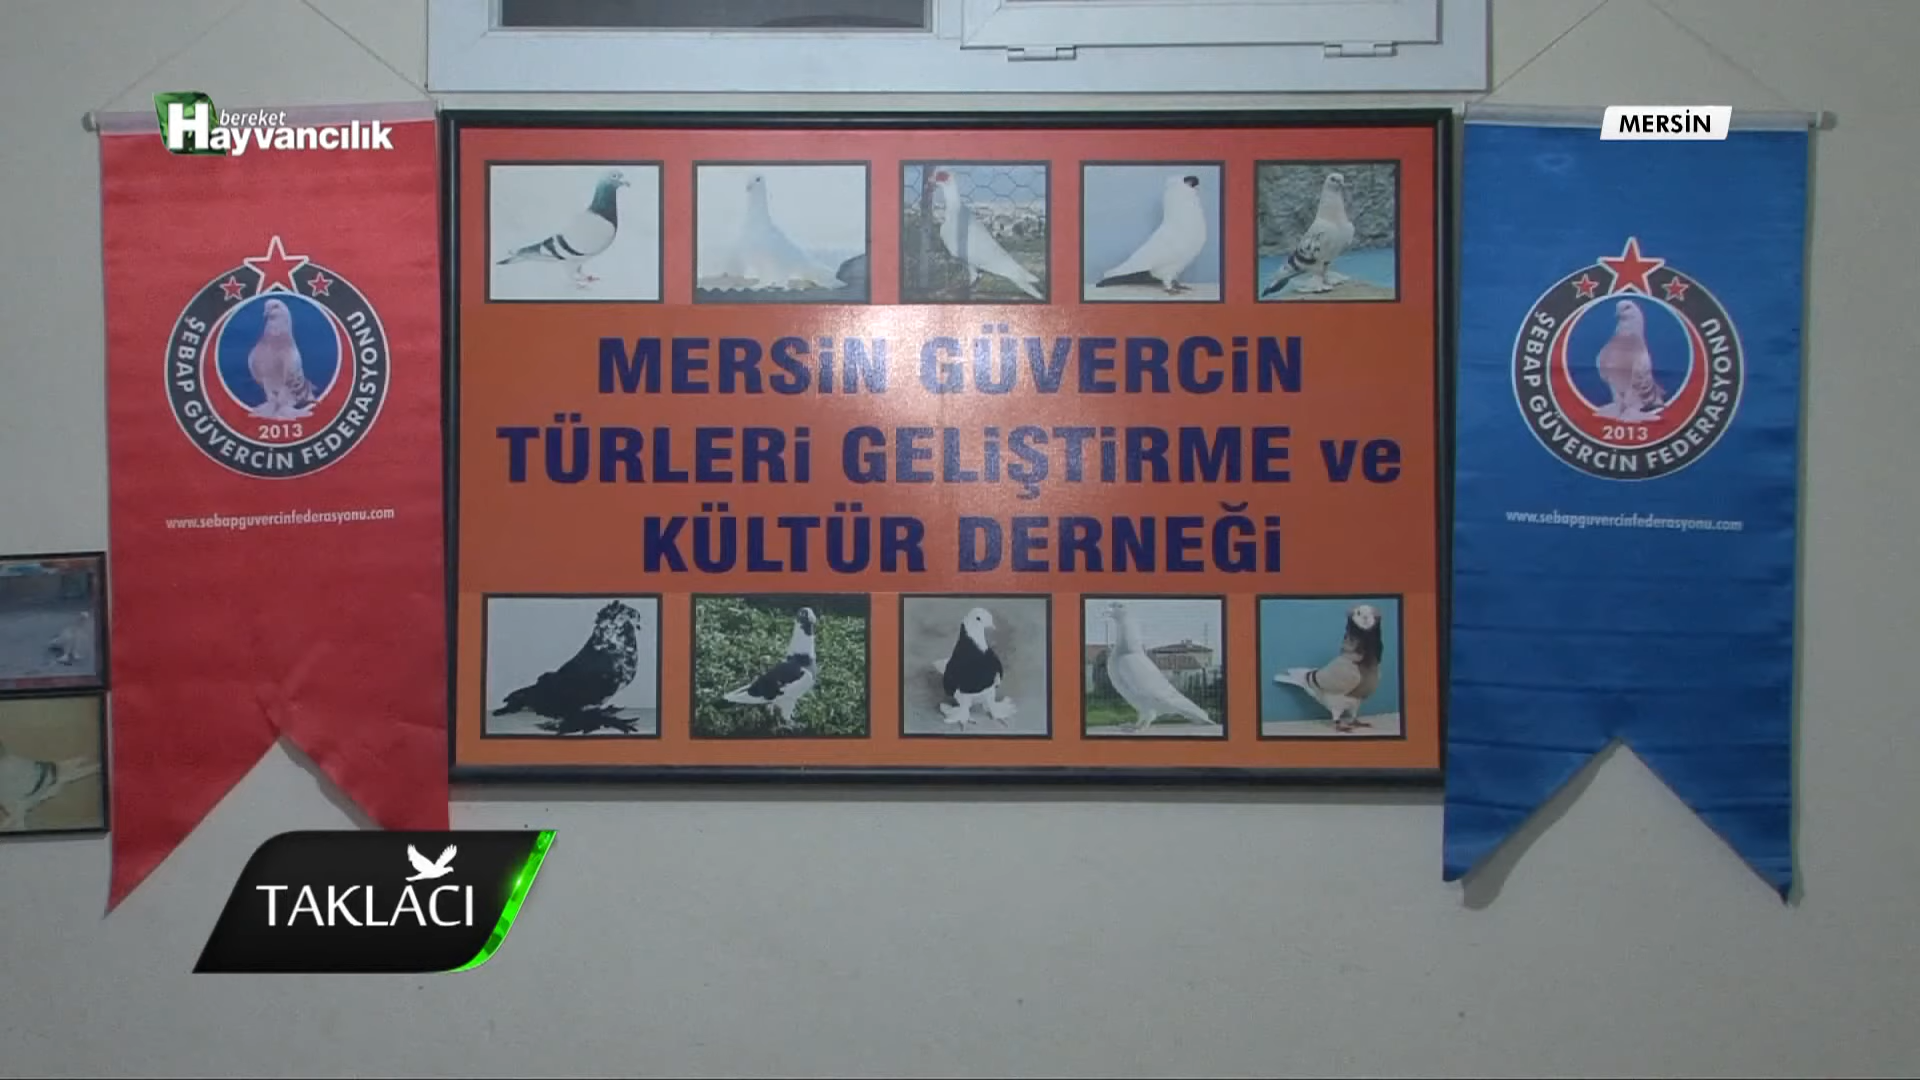 bereket
Hayvancılık
MERSİN
MERSİN GÜVERCİN
TÜRLERİ GELİŞTİRME ve
KÜLTÜR DERNEĞİ
ŞEBAP GÜVERCİN FEDERASYONU
2013
www.sebapguvercinfederasyonu.com
ŞEBAP GÜVERCİN FEDERASYONU
2013
www.sebapguvercinfederasyonu.com
TAKLACI